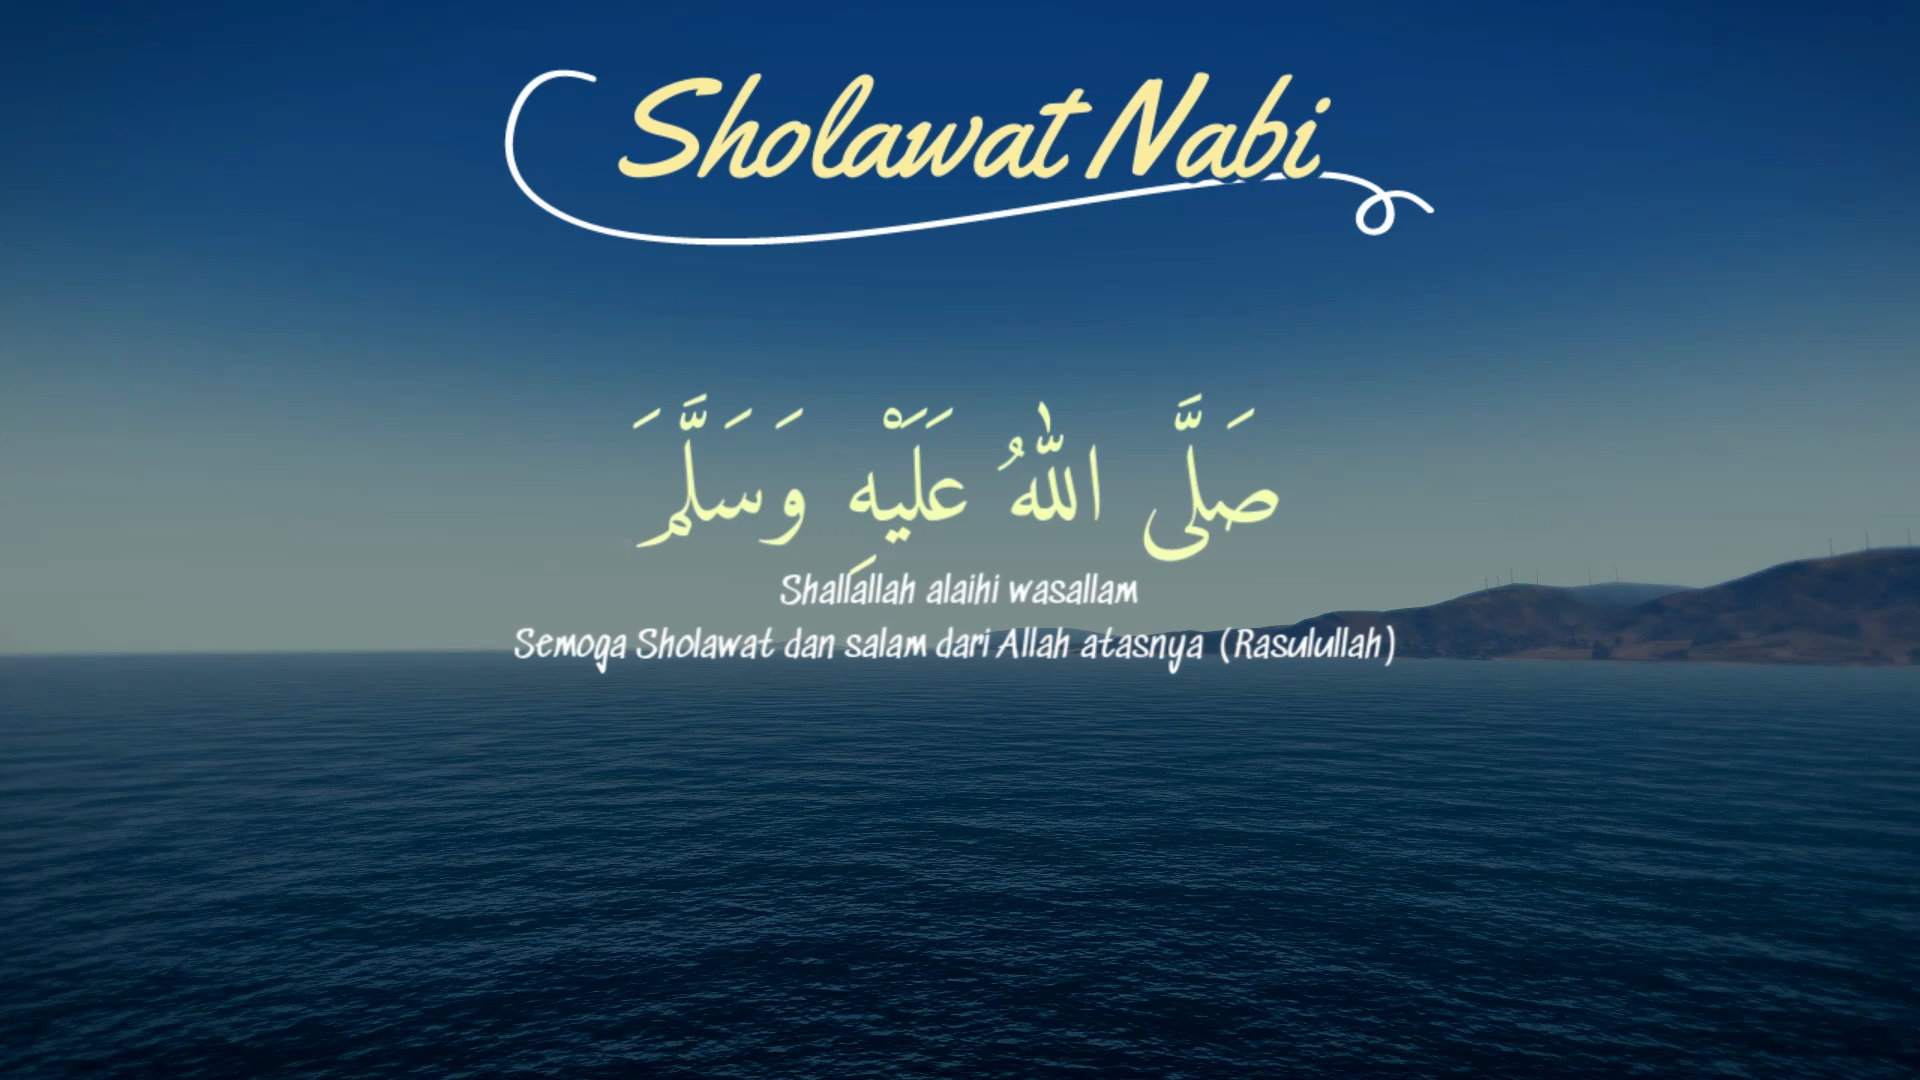 Sholawat Nabi
صَلَّى اللّٰهُ عَلَيْهِ وَسَلَّمَ
Shallallah alaihi wasallam
Semoga Sholawat dan salam dari Allah atasnya (Rasulullah)